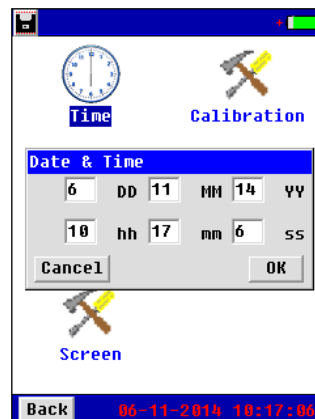 Time Calibration
Date & Time
6 DD 11 MM 14 YY
10 hh 17 mm 6 ss
Cancel OK
Screen
Back 06-11-2014 10:17:06